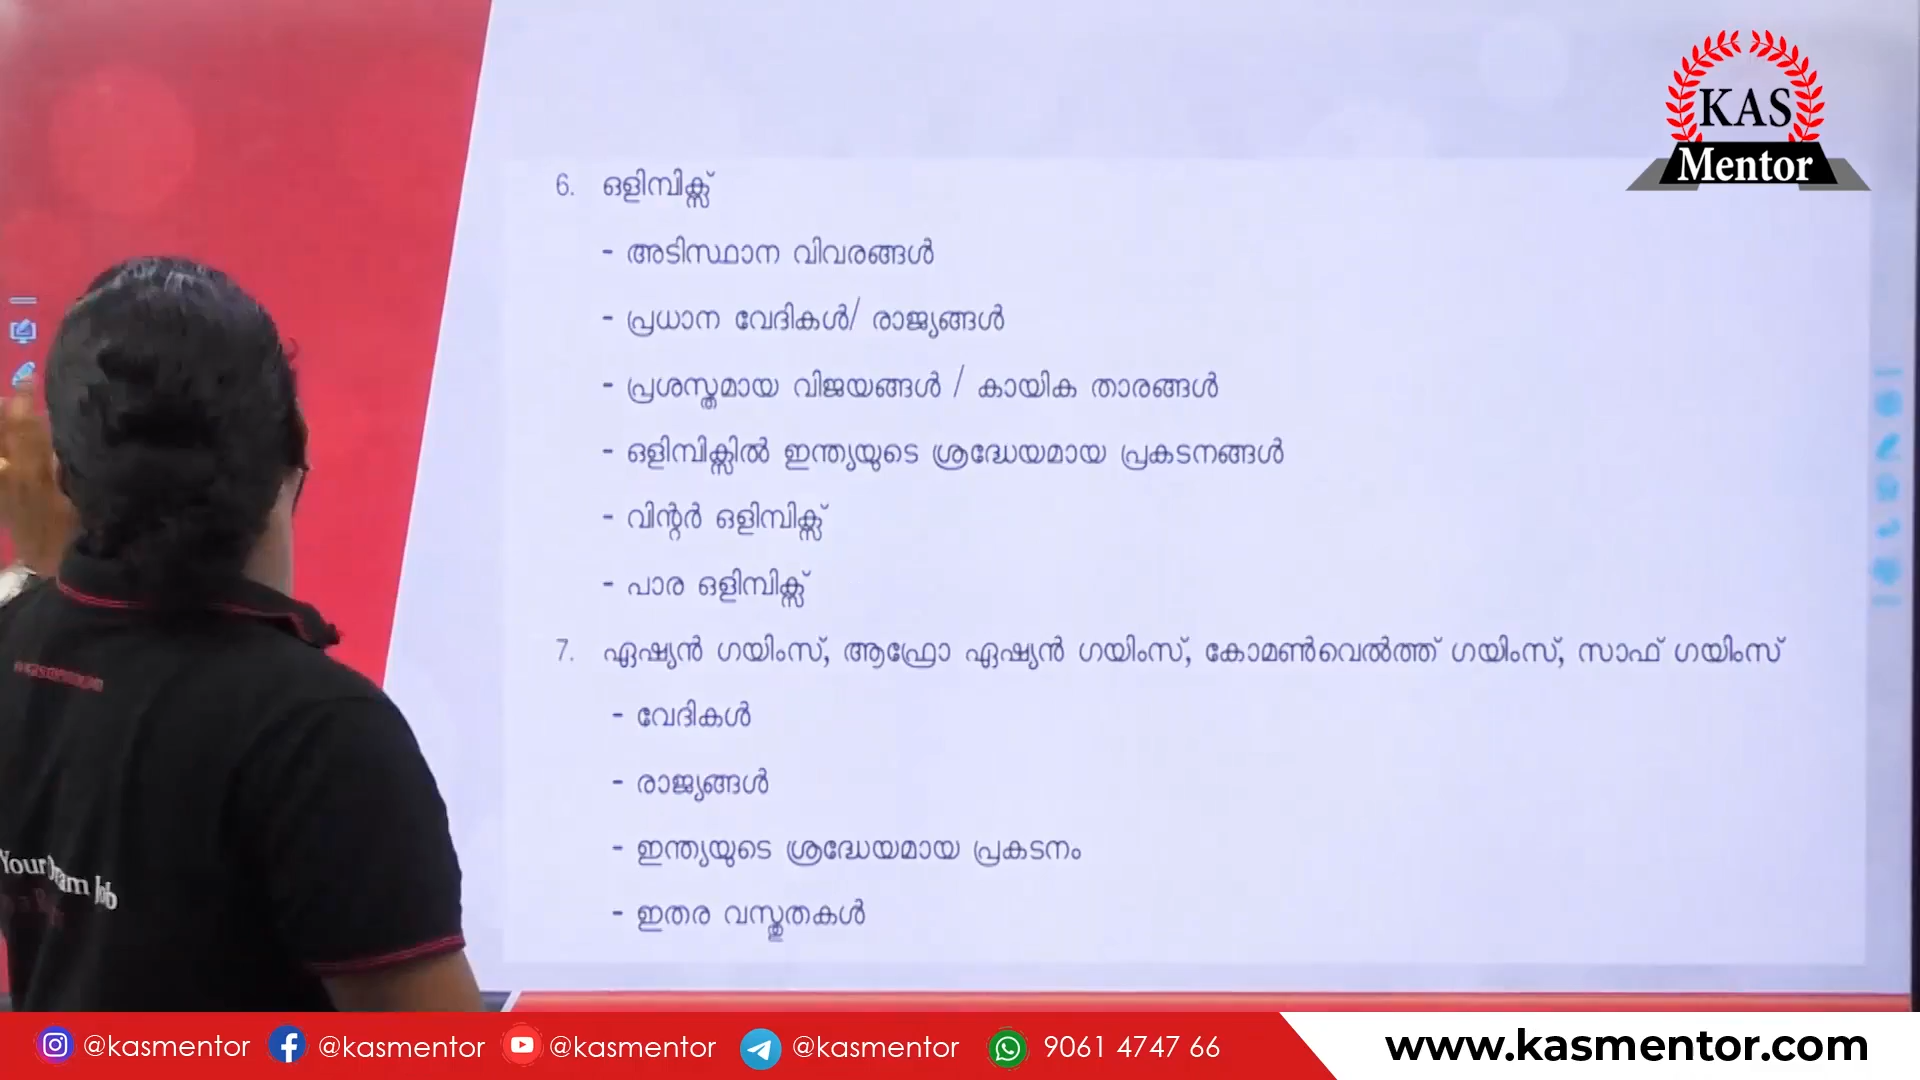 KAS
Mentor
6. ഒളിമ്പിക്സ്
- അടിസ്ഥാന വിവരങ്ങൾ
- പ്രധാന വേദികൾ/ രാജ്യങ്ങൾ
- പ്രശസ്തമായ വിജയങ്ങൾ / കായിക താരങ്ങൾ
- ഒളിമ്പിക്സിൽ ഇന്ത്യയുടെ ശ്രദ്ധേയമായ പ്രകടനങ്ങൾ
- വിന്റർ ഒളിമ്പിക്സ്
- പാര ഒളിമ്പിക്സ്
7. ഏഷ്യൻ ഗയിംസ്, ആഫ്രോ ഏഷ്യൻ ഗയിംസ്, കോമൺവെൽത്ത് ഗയിംസ്, സാഫ് ഗയിംസ്
- വേദികൾ
- രാജ്യങ്ങൾ
- ഇന്ത്യയുടെ ശ്രദ്ധേയമായ പ്രകടനം
- ഇതര വസ്തുതകൾ
Your Dream Job
@kasmentor @kasmentor @kasmentor @kasmentor 9061 4747 66 www.kasmentor.com